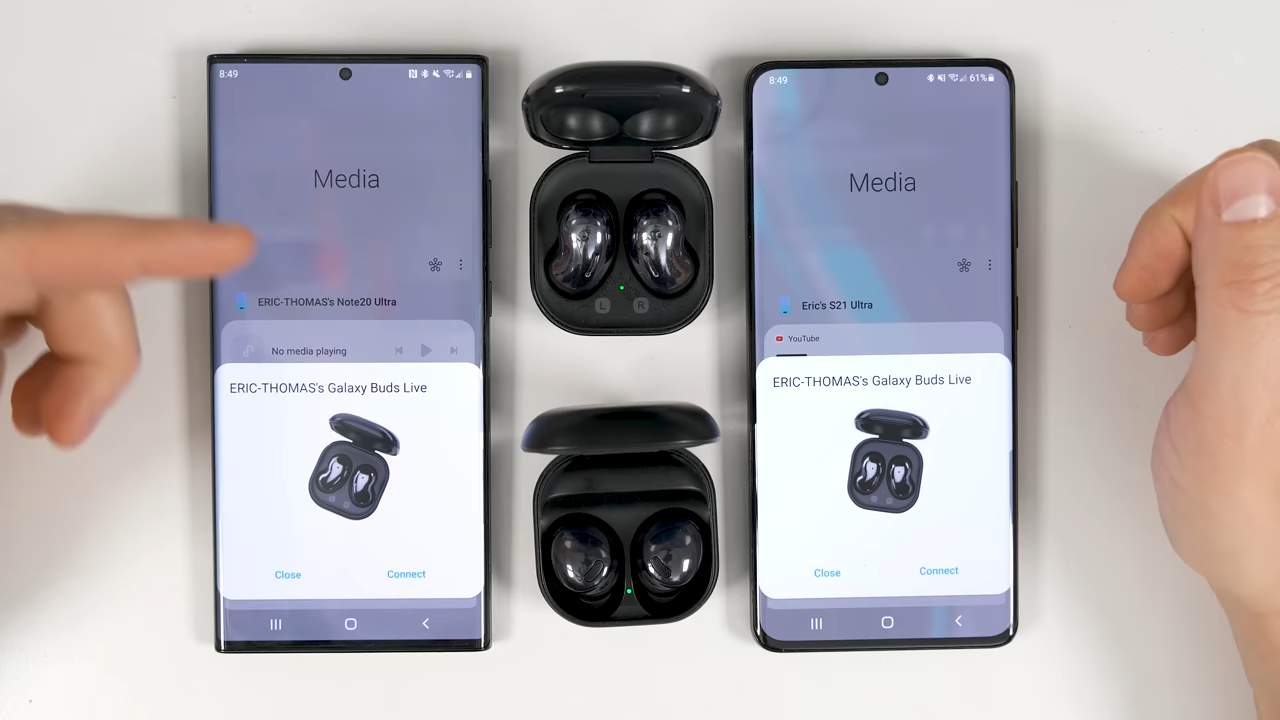 8:49
Media
ERIC-THOMAS's Note20 Ultra
No media playing
ERIC-THOMAS's Galaxy Buds Live
Close
Connect
L
R
8:49
61%
Media
Eric's S21 Ultra
YouTube
ERIC-THOMAS's Galaxy Buds Live
Close
Connect